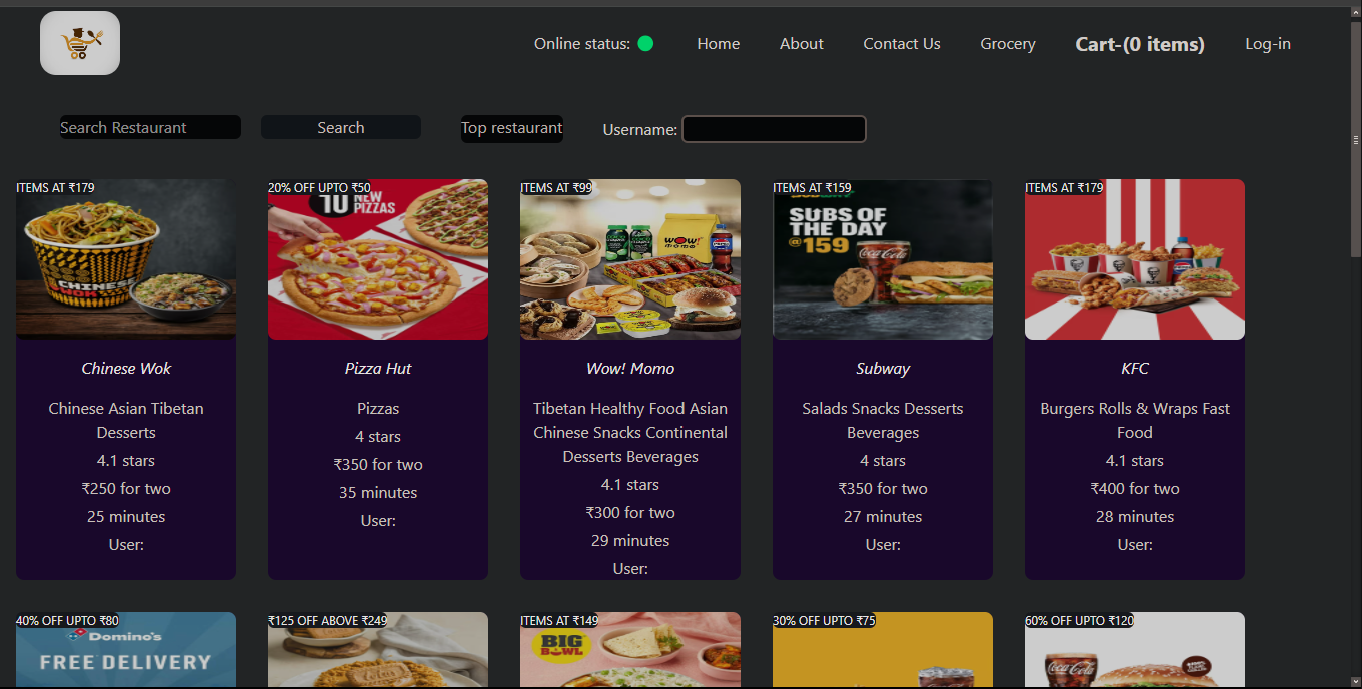 Online status:
Home
About
Contact Us
Grocery
Cart-(0 items)
Log-in
Search Restaurant
Search
Top restaurant
Username:
ITEMS AT ₹179
20% OFF UPTO ₹50
ITEMS AT ₹99
ITEMS AT ₹159
ITEMS AT ₹179
CHINESE
WOK
10 NEW
PIZZAS
WOW!
MOMO
SUBS OF
THE DAY
@159
Coca-Cola
KFC
Chinese Wok
Chinese Asian Tibetan
Desserts
4.1 stars
₹250 for two
25 minutes
User:
Pizza Hut
Pizzas
4 stars
₹350 for two
35 minutes
User:
Wow! Momo
Tibetan Healthy Food Asian
Chinese Snacks Continental
Desserts Beverages
4.1 stars
₹300 for two
29 minutes
User:
Subway
Salads Snacks Desserts
Beverages
4 stars
₹350 for two
27 minutes
User:
KFC
Burgers Rolls & Wraps Fast
Food
4.1 stars
₹400 for two
28 minutes
User:
40% OFF UPTO ₹80
₹125 OFF ABOVE ₹249
ITEMS AT ₹149
30% OFF UPTO ₹75
60% OFF UPTO ₹120
Domino's
FREE DELIVERY
BIG
BOWL
Coca-Cola